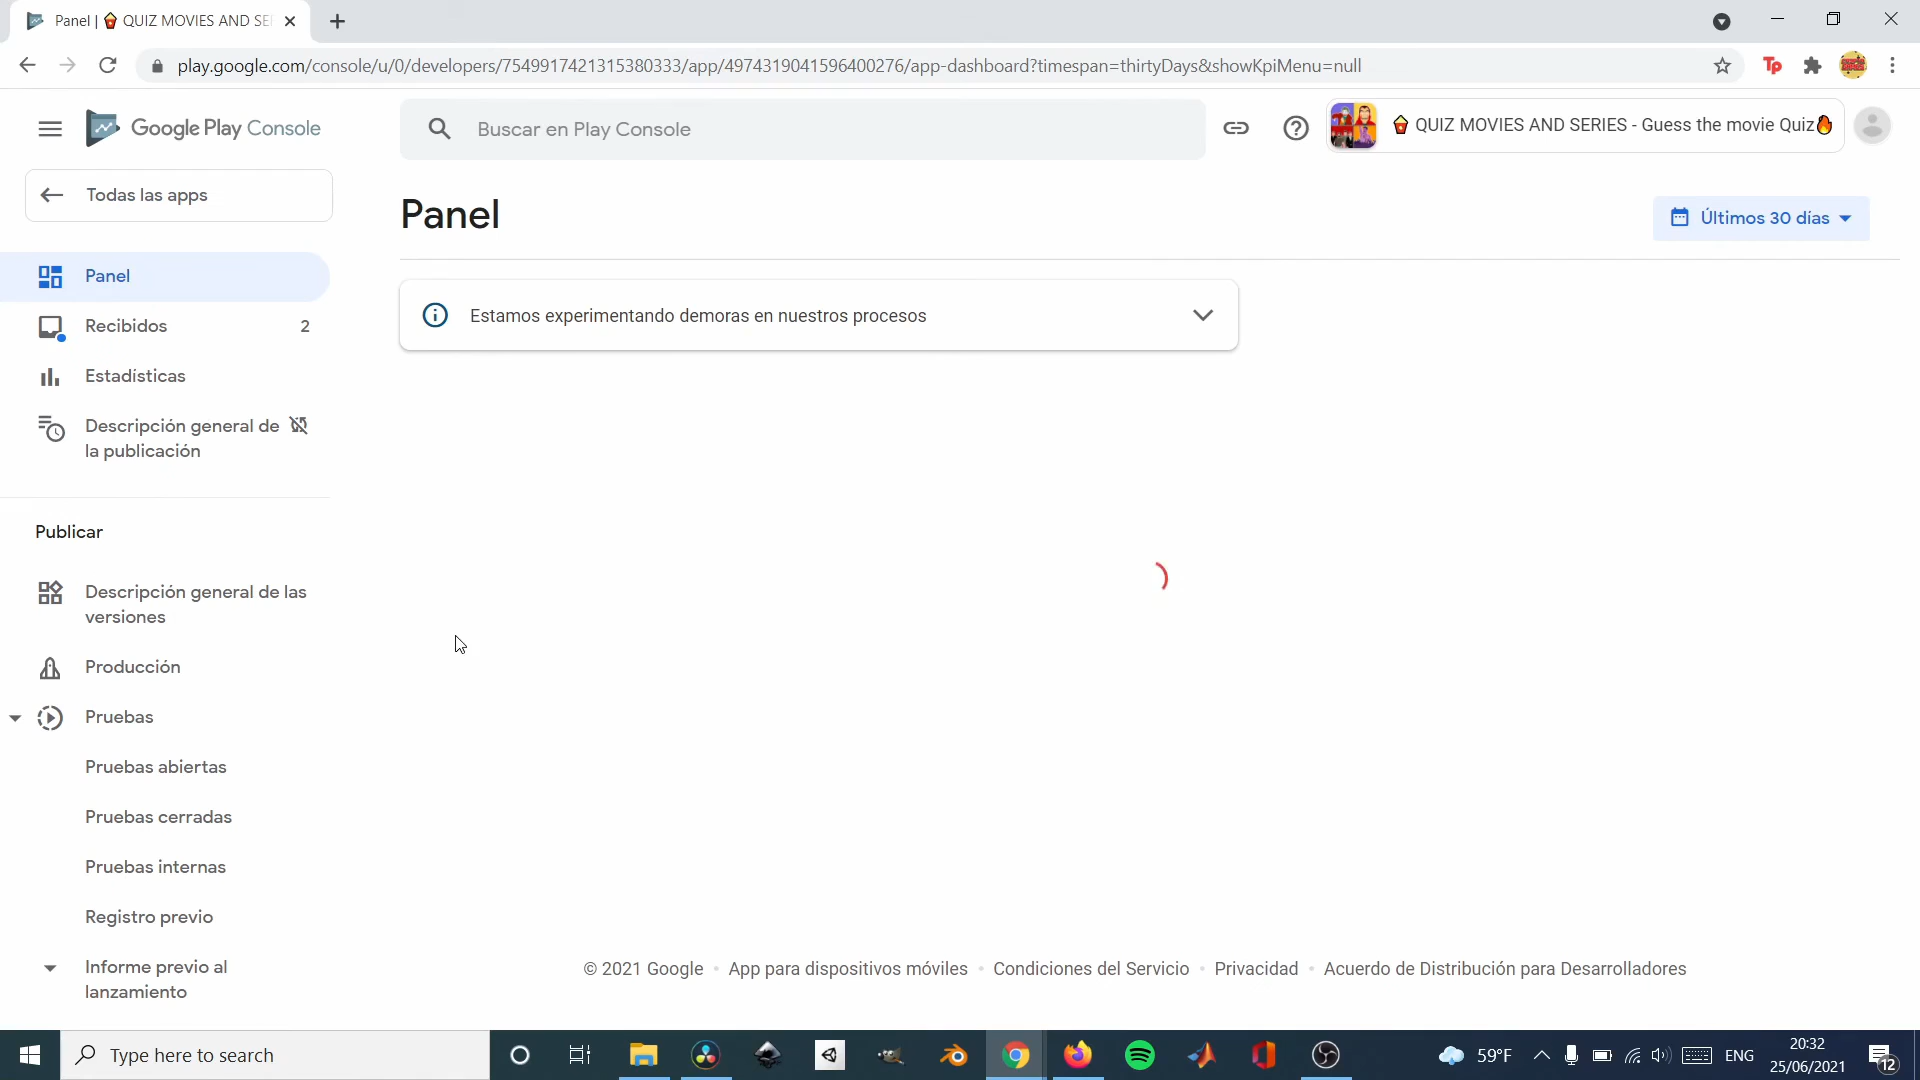 Panel | QUIZ MOVIES AND SE
play.google.com/console/u/0/developers/7549917421315380333/app/4974319041596400276/app-dashboard?timespan=thirtyDays&showKpiMenu=null
Tp
Google Play Console
Buscar en Play Console
QUIZ MOVIES AND SERIES - Guess the movie Quiz
Todas las apps
Panel
Últimos 30 días
Panel
Recibidos 2
Estadísticas
Descripción general de
la publicación
Estamos experimentando demoras en nuestros procesos
Publicar
Descripción general de las
versiones
Producción
Pruebas
Pruebas abiertas
Pruebas cerradas
Pruebas internas
Registro previo
Informe previo al
lanzamiento
© 2021 Google • App para dispositivos móviles • Condiciones del Servicio • Privacidad • Acuerdo de Distribución para Desarrolladores
Type here to search
59°F
ENG
20:32
25/06/2021
12